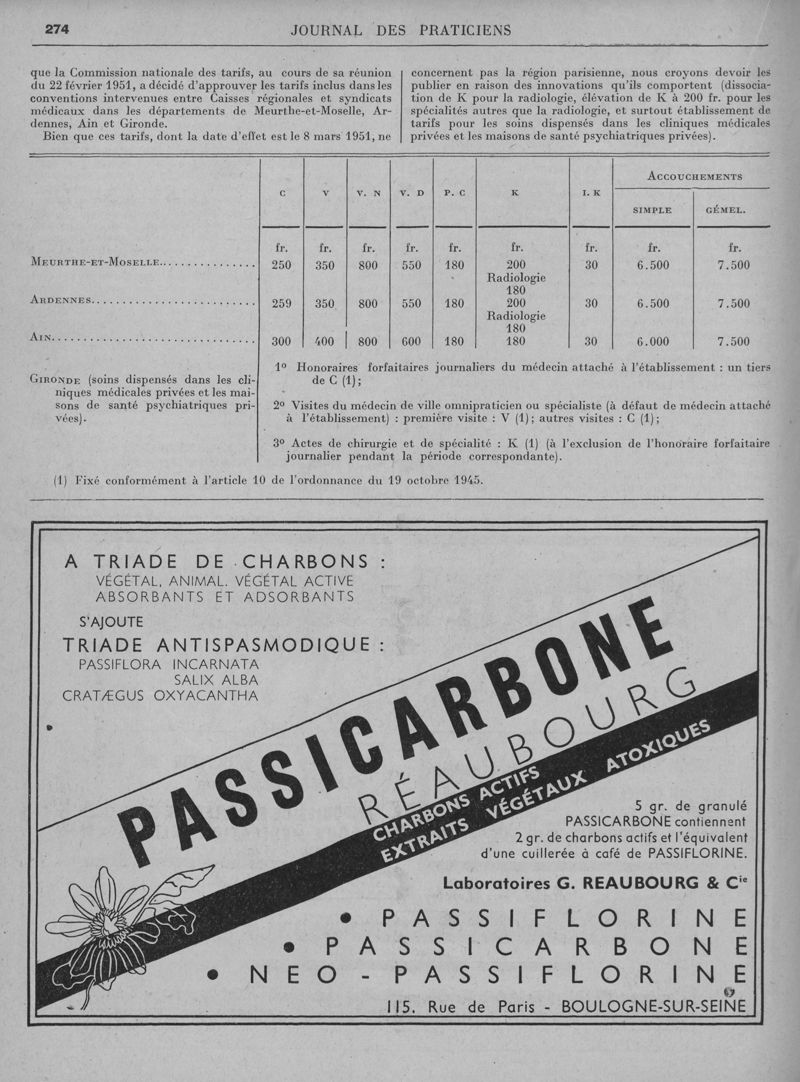 274
JOURNAL DES PRATICIENS
que la Commission nationale des tarifs, au cours de sa réunion
du 22 février 1951, a décidé d'approuver les tarifs inclus dans les
conventions intervenues entre Caisses régionales et syndicats
médicaux dans les départements de Meurthe-et-Moselle, Ar-
dennes, Ain et Gironde.
Bien que ces tarifs, dont la date d'effet est le 8 mars 1951, ne
concernent pas la région parisienne, nous croyons devoir les
publier en raison des innovations qu'ils comportent (dissocia-
tion de K pour la radiologie, élévation de K à 200 fr. pour les
spécialités autres que la radiologie, et surtout établissement de
tarifs pour les soins dispensés dans les cliniques médicales
privées et les maisons de santé psychiatriques privées).
ACCOUCHEMENTS
C V V. N V. D P. C K I. K
SIMPLE GÉMEL.
fr. fr. fr. fr. fr. fr. fr. fr. fr.
MEURTHE-ET-MOSELLE................ 250 350 800 550 180 200 30 6.500 7.500
Radiologie
180
ARDENNES.......................... 259 350 800 550 180 200 30 6.500 7.500
Radiologie
180
AIN................................ 300 400 800 600 180 180 30 6.000 7.500
GIRONDE (soins dispensés dans les cli-
niques médicales privées et les mai-
sons de santé psychiatriques pri-
vées).
1º Honoraires forfaitaires journaliers du médecin attaché à l'établissement : un tiers
de C (1);
2º Visites du médecin de ville omnipraticien ou spécialiste (à défaut de médecin attaché
à l'établissement) : première visite : V (1); autres visites : C (1);
3º Actes de chirurgie et de spécialité : K (1) (à l'exclusion de l'honoraire forfaitaire
journalier pendant la période correspondante).
(1) Fixé conformément à l'article 10 de l'ordonnance du 19 octobre 1945.
A TRIADE DE CHARBONS :
VÉGÉTAL, ANIMAL. VÉGÉTAL ACTIVE
ABSORBANTS ET ADSORBANTS
S'AJOUTE
TRIADE ANTISPASMODIQUE :
PASSIFLORA INCARNATA
SALIX ALBA
CRATÆGUS OXYACANTHA
PASSICARBONE
RÉAUBOURG
CHARBONS ACTIFS
EXTRAITS VÉGÉTAUX ATOXIQUES
5 gr. de granulé
PASSICARBONE contiennent
2 gr. de charbons actifs et l'équivalent
d'une cuillerée à café de PASSIFLORINE.
Laboratoires G. REAUBOURG & Cie
• PASSIFLORINE
• PASSICARBONE
• NEO-PASSIFLORINE
115, Rue de Paris - BOULOGNE-SUR-SEINE